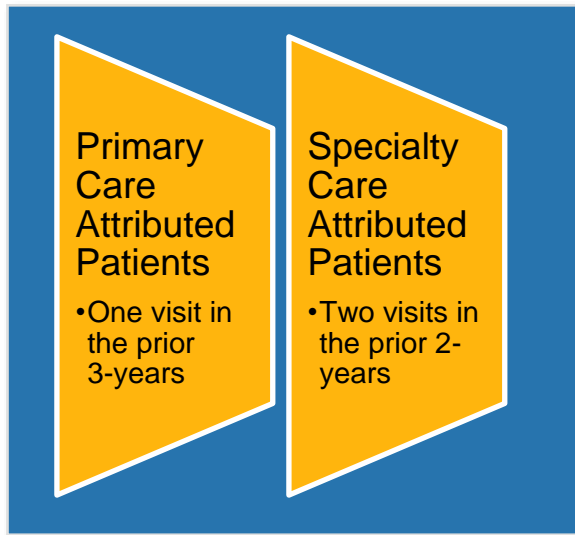 Primary
Care
Attributed
Patients
•One visit in
the prior
3-years
Specialty
Care
Attributed
Patients
•Two visits in
the prior 2-
years